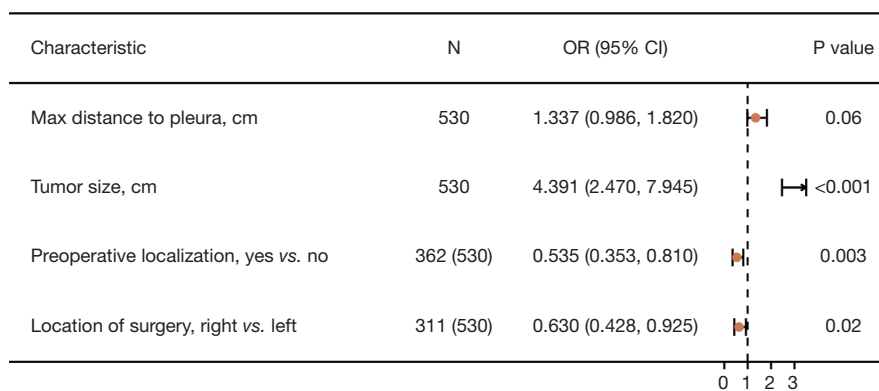 Characteristic N OR (95% CI) P value
Max distance to pleura, cm 530 1.337 (0.986, 1.820) 0.06
Tumor size, cm 530 4.391 (2.470, 7.945) <0.001
Preoperative localization, yes vs. no 362 (530) 0.535 (0.353, 0.810) 0.003
Location of surgery, right vs. left 311 (530) 0.630 (0.428, 0.925) 0.02
0 1 2 3